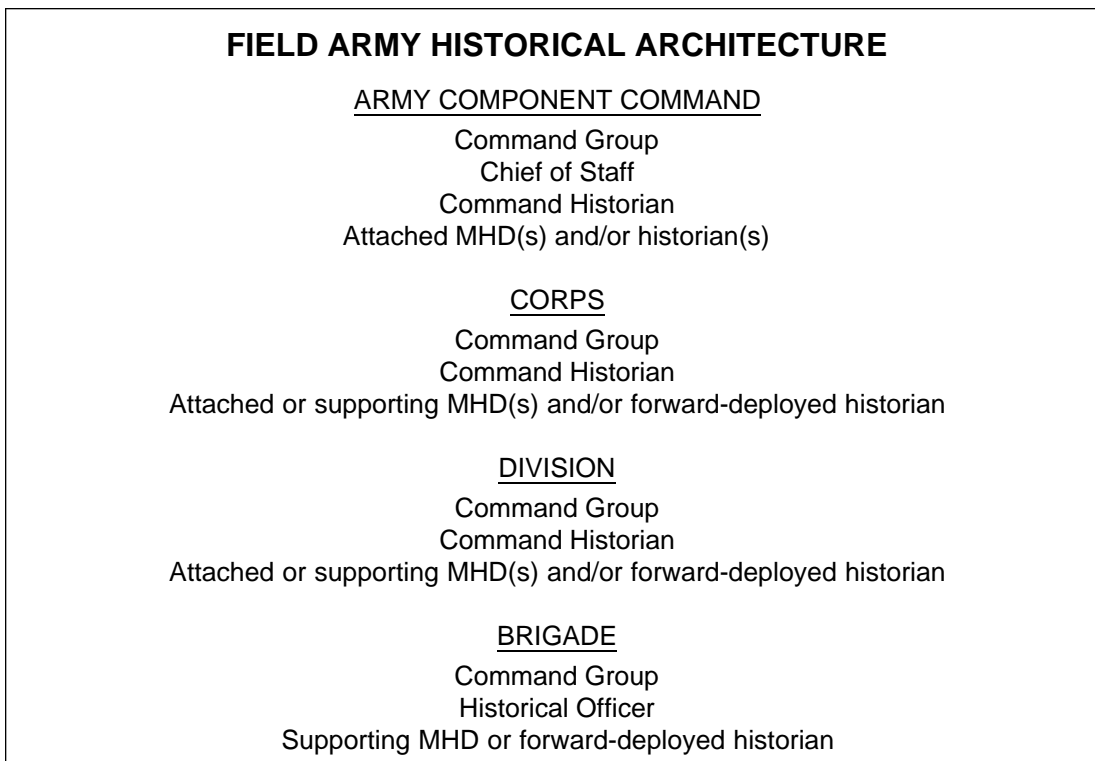 FIELD ARMY HISTORICAL ARCHITECTURE
ARMY COMPONENT COMMAND
Command Group
Chief of Staff
Command Historian
Attached MHD(s) and/or historian(s)
CORPS
Command Group
Command Historian
Attached or supporting MHD(s) and/or forward-deployed historian
DIVISION
Command Group
Command Historian
Attached or supporting MHD(s) and/or forward-deployed historian
BRIGADE
Command Group
Historical Officer
Supporting MHD or forward-deployed historian